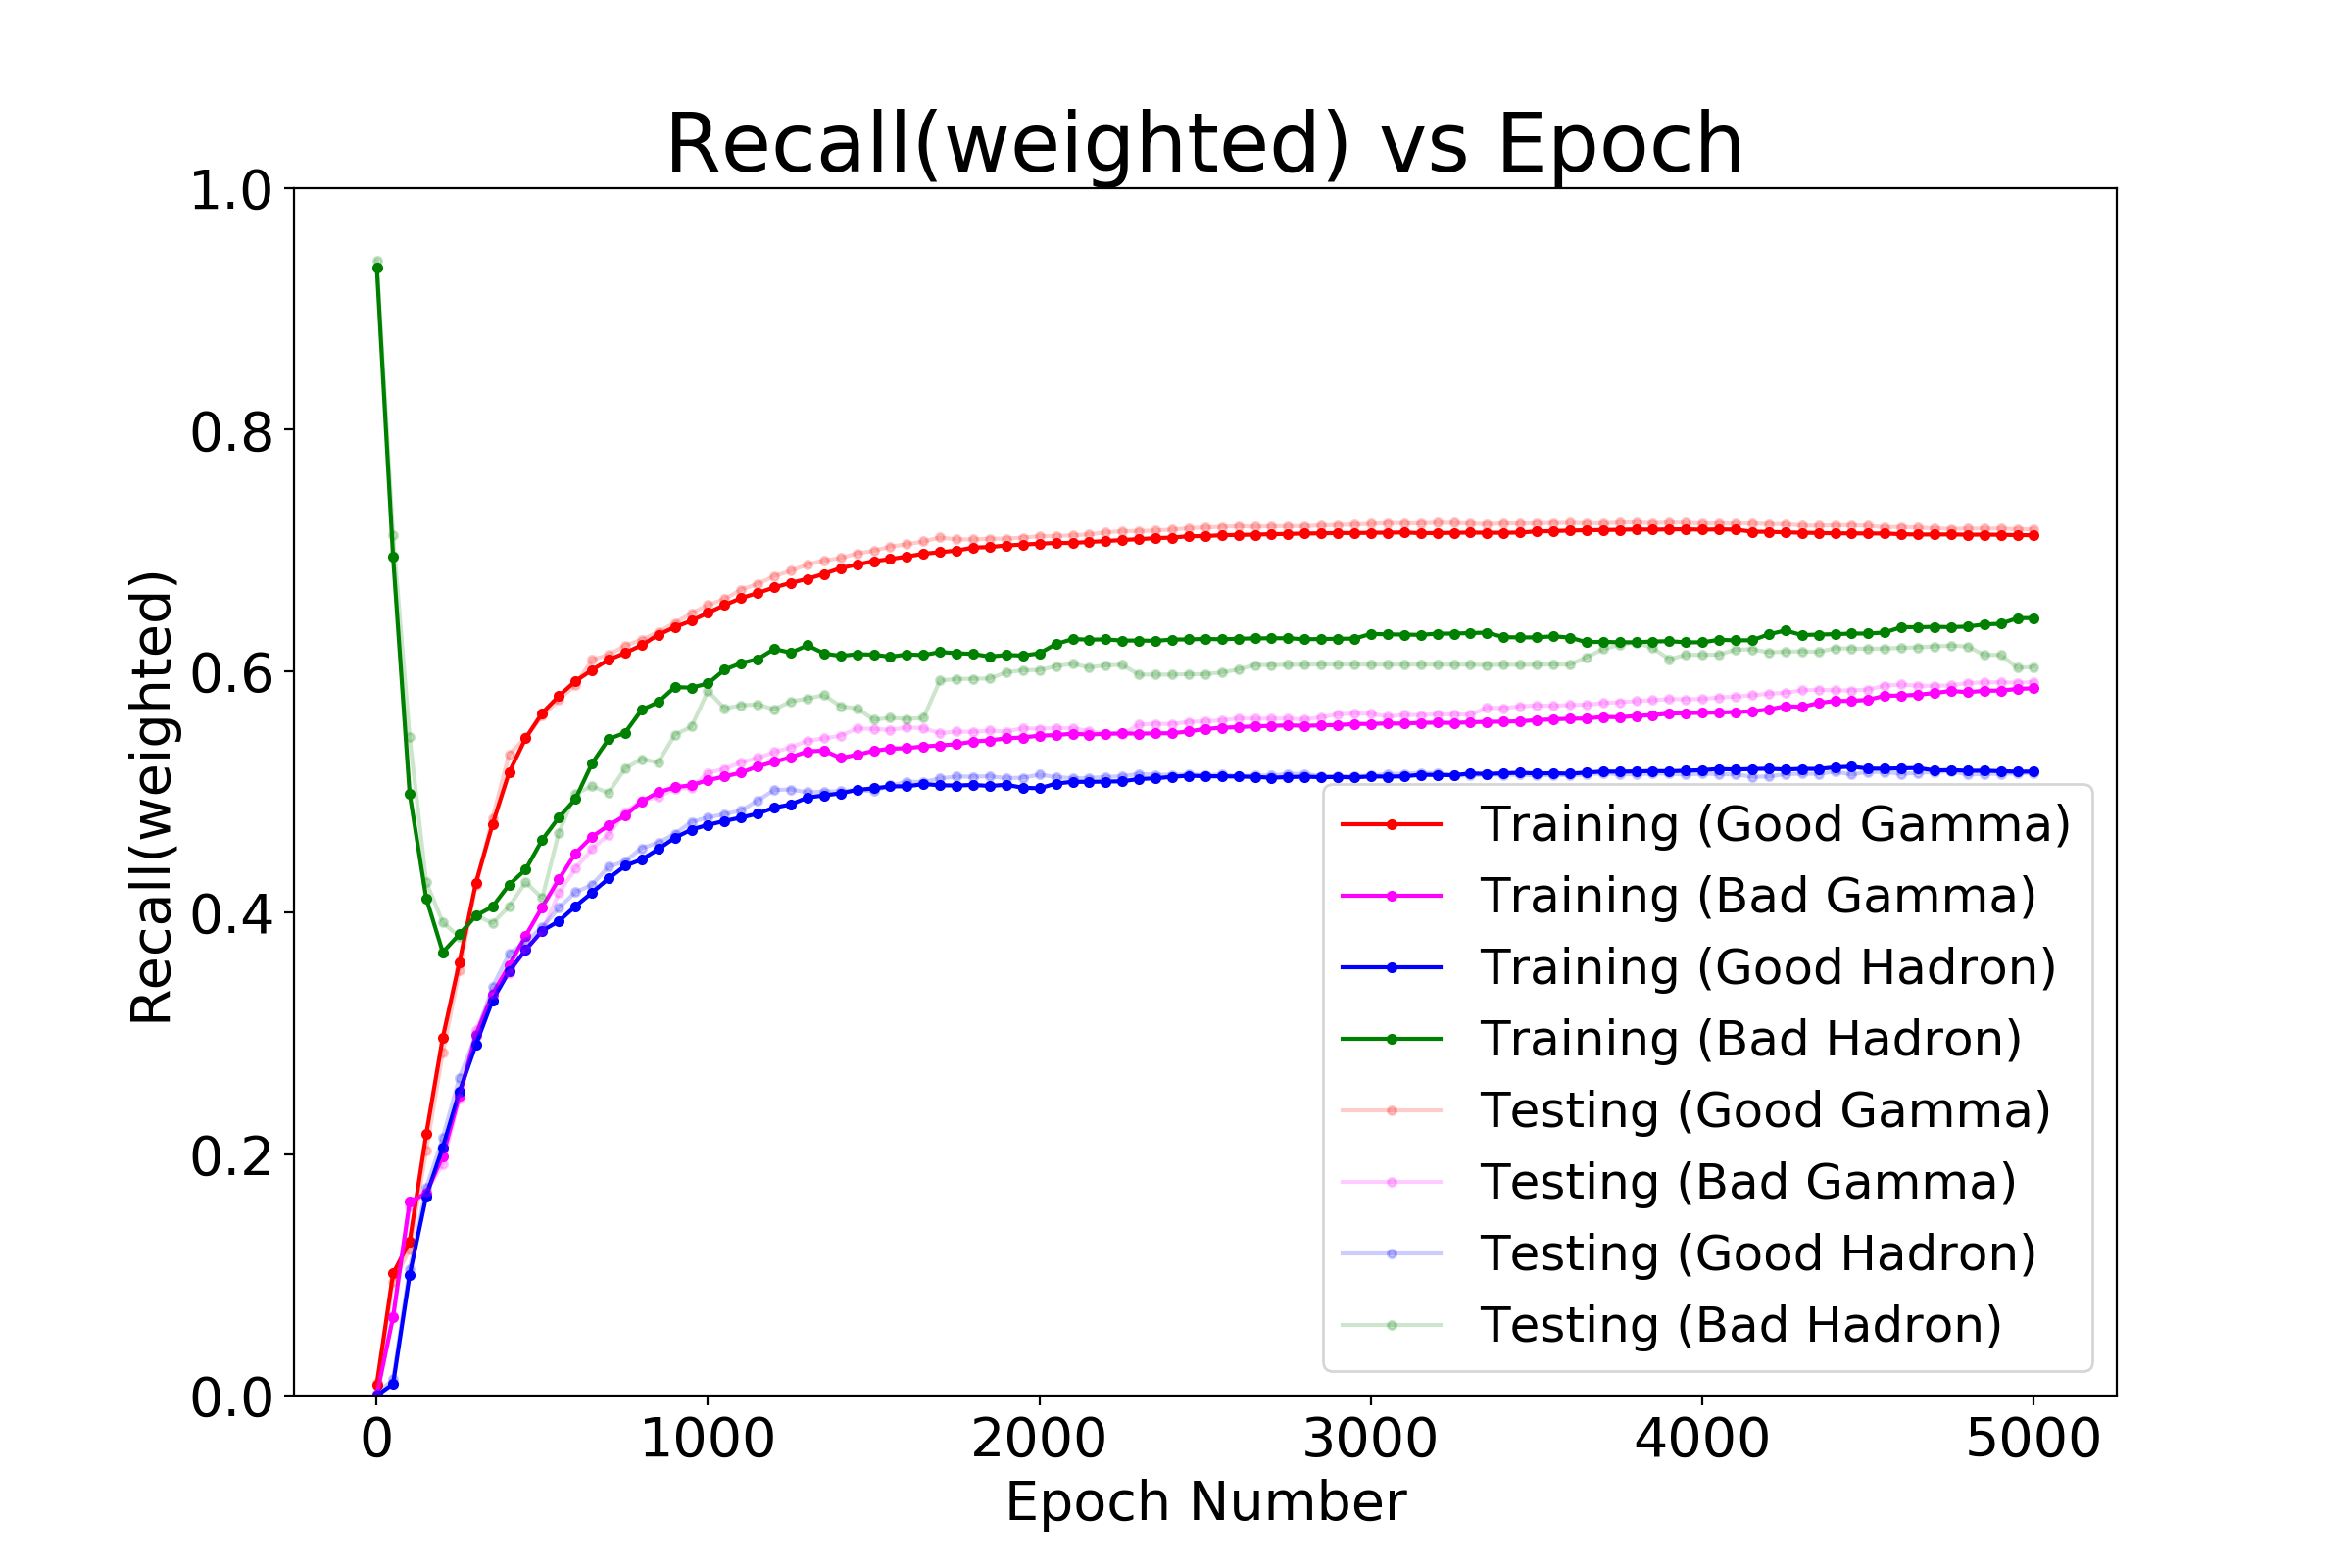 Recall(weighted) vs Epoch
Recall(weighted)
1.0
0.8
0.6
0.4
0.2
0.0
0 1000 2000 3000 4000 5000
Epoch Number
Training (Good Gamma)
Training (Bad Gamma)
Training (Good Hadron)
Training (Bad Hadron)
Testing (Good Gamma)
Testing (Bad Gamma)
Testing (Good Hadron)
Testing (Bad Hadron)